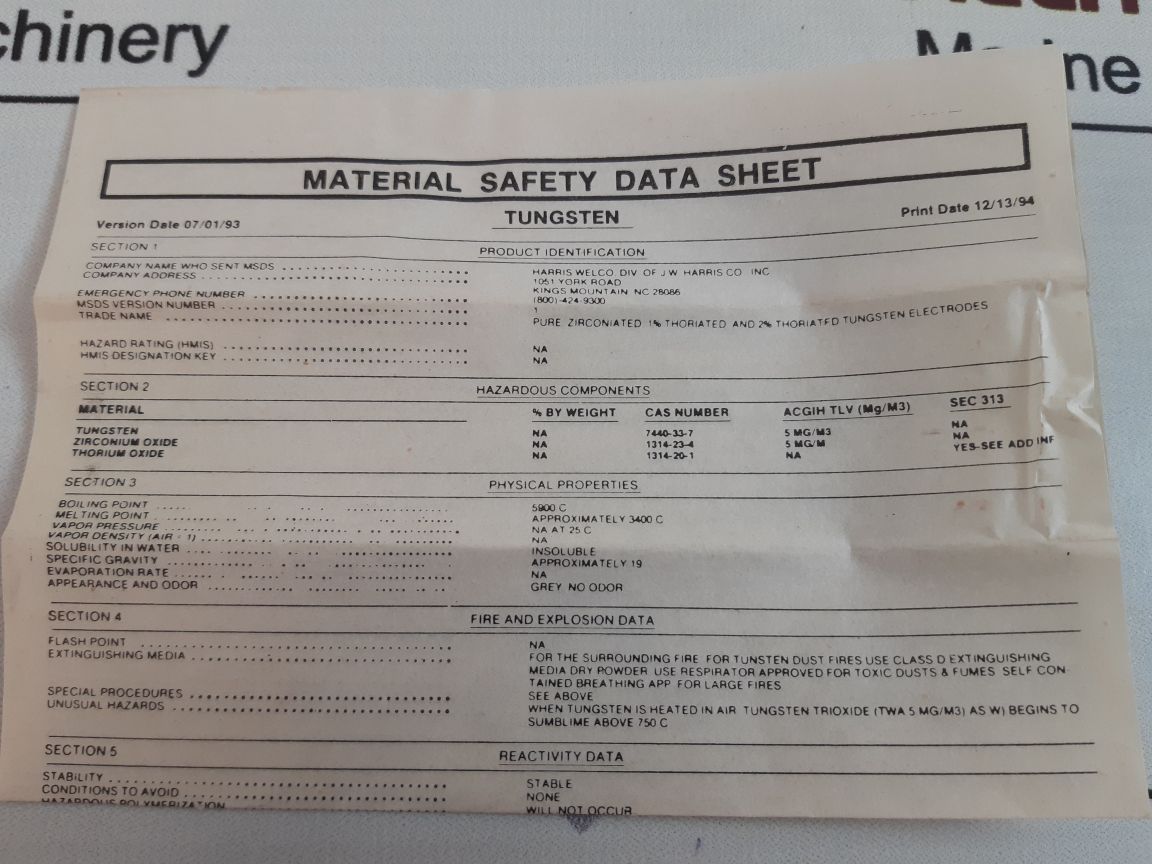 chinery
ne
MATERIAL SAFETY DATA SHEET
Version Date 07/01/93 TUNGSTEN Print Date 12/13/94
SECTION 1 PRODUCT IDENTIFICATION
COMPANY NAME WHO SENT MSDS HARRIS WELCO DIV OF J W HARRIS CO INC
COMPANY ADDRESS 1051 YORK ROAD
KINGS MOUNTAIN NC 28086
EMERGENCY PHONE NUMBER (800)-424-9300
MSDS VERSION NUMBER 1
TRADE NAME PURE ZIRCONIATED 1% THORIATED AND 2% THORIATED TUNGSTEN ELECTRODES
HAZARD RATING (HMIS) NA
HMIS DESIGNATION KEY NA
SECTION 2 HAZARDOUS COMPONENTS
MATERIAL % BY WEIGHT CAS NUMBER ACGIH TLV (Mg/M3) SEC 313
TUNGSTEN NA 7440-33-7 5 MG/M3 NA
ZIRCONIUM OXIDE NA 1314-23-4 5 MG/M NA
THORIUM OXIDE NA 1314-20-1 NA YES-SEE ADD INF
SECTION 3 PHYSICAL PROPERTIES
BOILING POINT 5900 C
MELTING POINT APPROXIMATELY 3400 C
VAPOR PRESSURE NA AT 25 C
VAPOR DENSITY (AIR - 1) NA
SOLUBILITY IN WATER INSOLUBLE
SPECIFIC GRAVITY APPROXIMATELY 19
EVAPORATION RATE NA
APPEARANCE AND ODOR GREY NO ODOR
SECTION 4 FIRE AND EXPLOSION DATA
FLASH POINT NA
EXTINGUISHING MEDIA FOR THE SURROUNDING FIRE FOR TUNSTEN DUST FIRES USE CLASS D EXTINGUISHING
MEDIA DRY POWDER USE RESPIRATOR APPROVED FOR TOXIC DUSTS & FUMES SELF CON-
TAINED BREATHING APP FOR LARGE FIRES
SPECIAL PROCEDURES SEE ABOVE
UNUSUAL HAZARDS WHEN TUNGSTEN IS HEATED IN AIR TUNGSTEN TRIOXIDE (TWA 5 MG/M3) AS W) BEGINS TO
SUMBLIME ABOVE 750 C
SECTION 5 REACTIVITY DATA
STABILITY STABLE
CONDITIONS TO AVOID NONE
HAZARDOUS POLYMERIZATION WILL NOT OCCUR